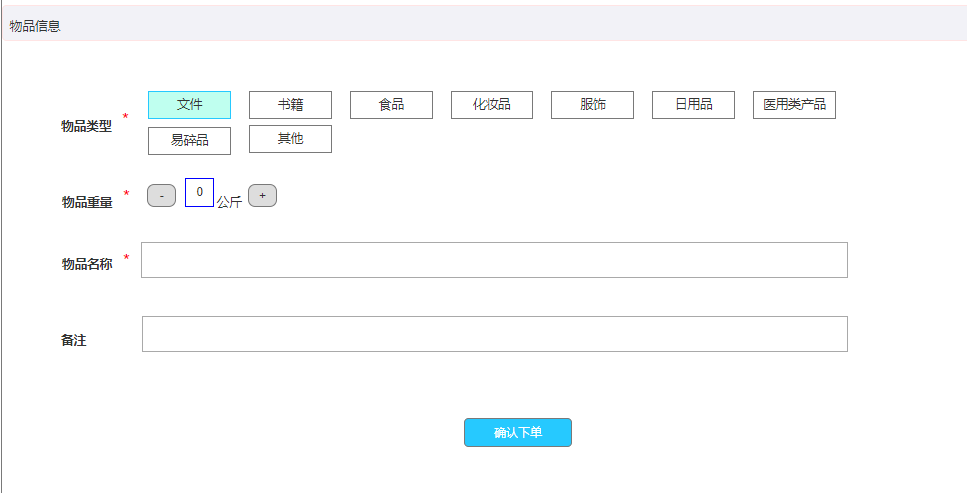 物品信息
物品类型 * 文件 书籍 食品 化妆品 服饰 日用品 医用类产品
易碎品 其他
物品重量 * - 0 公斤 +
物品名称 *
备注
确认下单